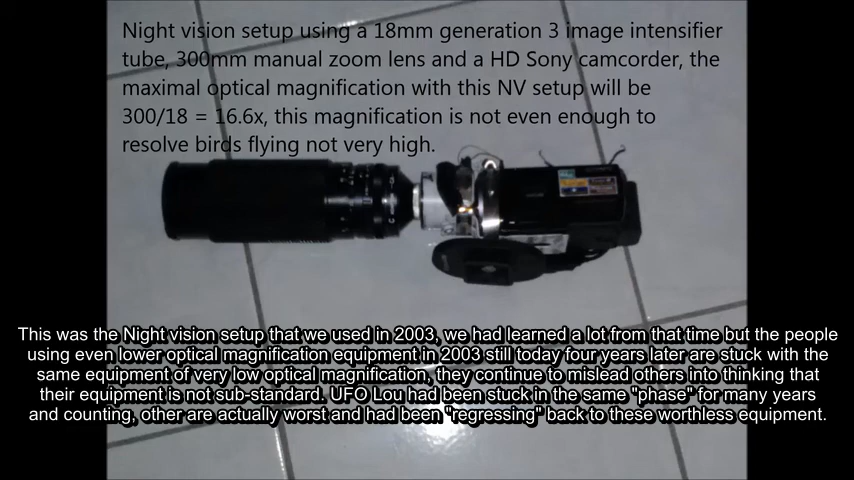 Night vision setup using a 18mm generation 3 image intensifier
tube, 300mm manual zoom lens and a HD Sony camcorder, the
maximal optical magnification with this NV setup will be
300/18 = 16.6x, this magnification is not even enough to
resolve birds flying not very high.
This was the Night vision setup that we used in 2003, we had learned a lot from that time but the people
using even lower optical magnification equipment in 2003 still today four years later are stuck with the
same equipment of very low optical magnification, they continue to mislead others into thinking that
their equipment is not sub-standard. UFO Lou had been stuck in the same "phase" for many years
and counting, other are actually worst and had been "regressing" back to these worthless equipment.